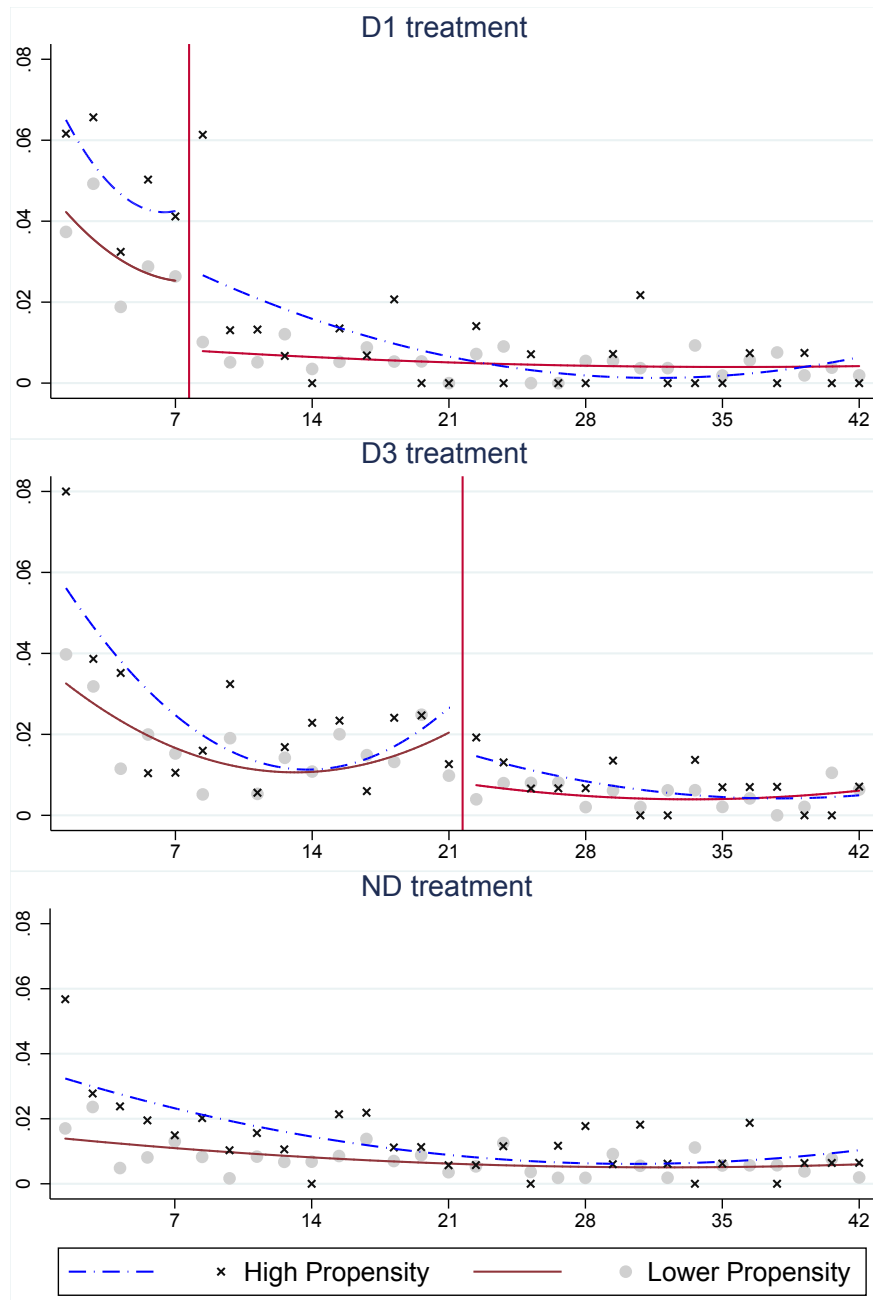 D1 treatment
.08
.06
.04
.02
0
7 14 21 28 35 42
D3 treatment
.08
.06
.04
.02
0
7 14 21 28 35 42
ND treatment
.08
.06
.04
.02
0
7 14 21 28 35 42
High Propensity Lower Propensity